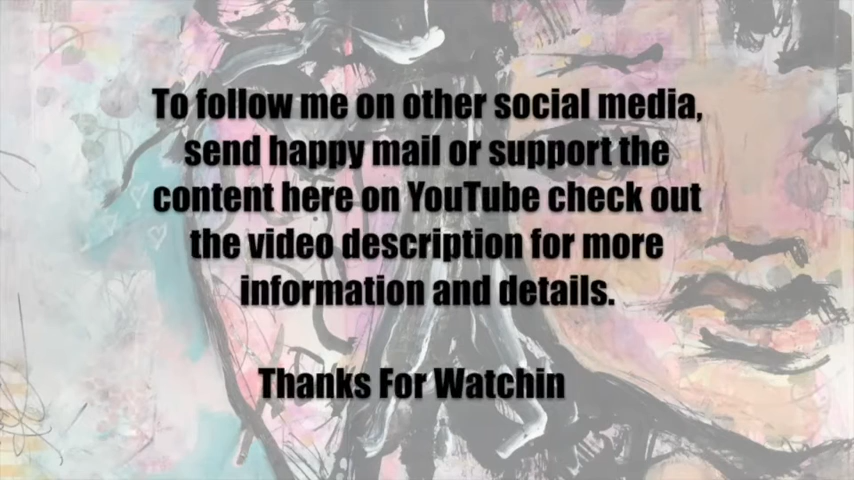 To follow me on other social media,
send happy mail or support the
content here on YouTube check out
the video description for more
information and details.
Thanks For Watchin